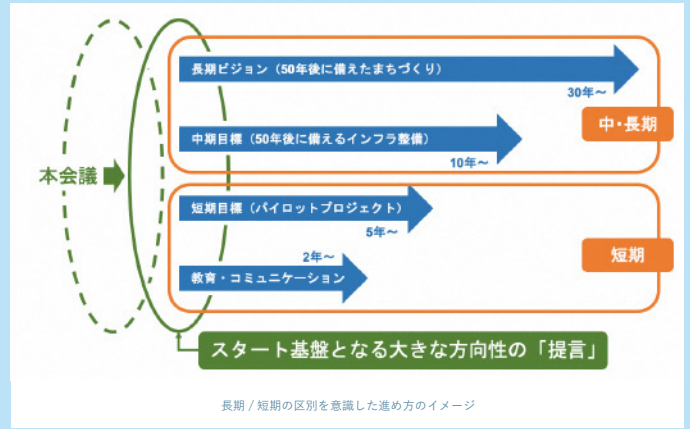 長期ビジョン（50年後に備えたまちづくり）
30年～
中・長期
中期目標（50年後に備えるインフラ整備）
10年～
本会議
短期目標（パイロットプロジェクト）
5年～
短期
2年～
教育・コミュニケーション
スタート基盤となる大きな方向性の「提言」
長期 / 短期の区別を意識した進め方のイメージ